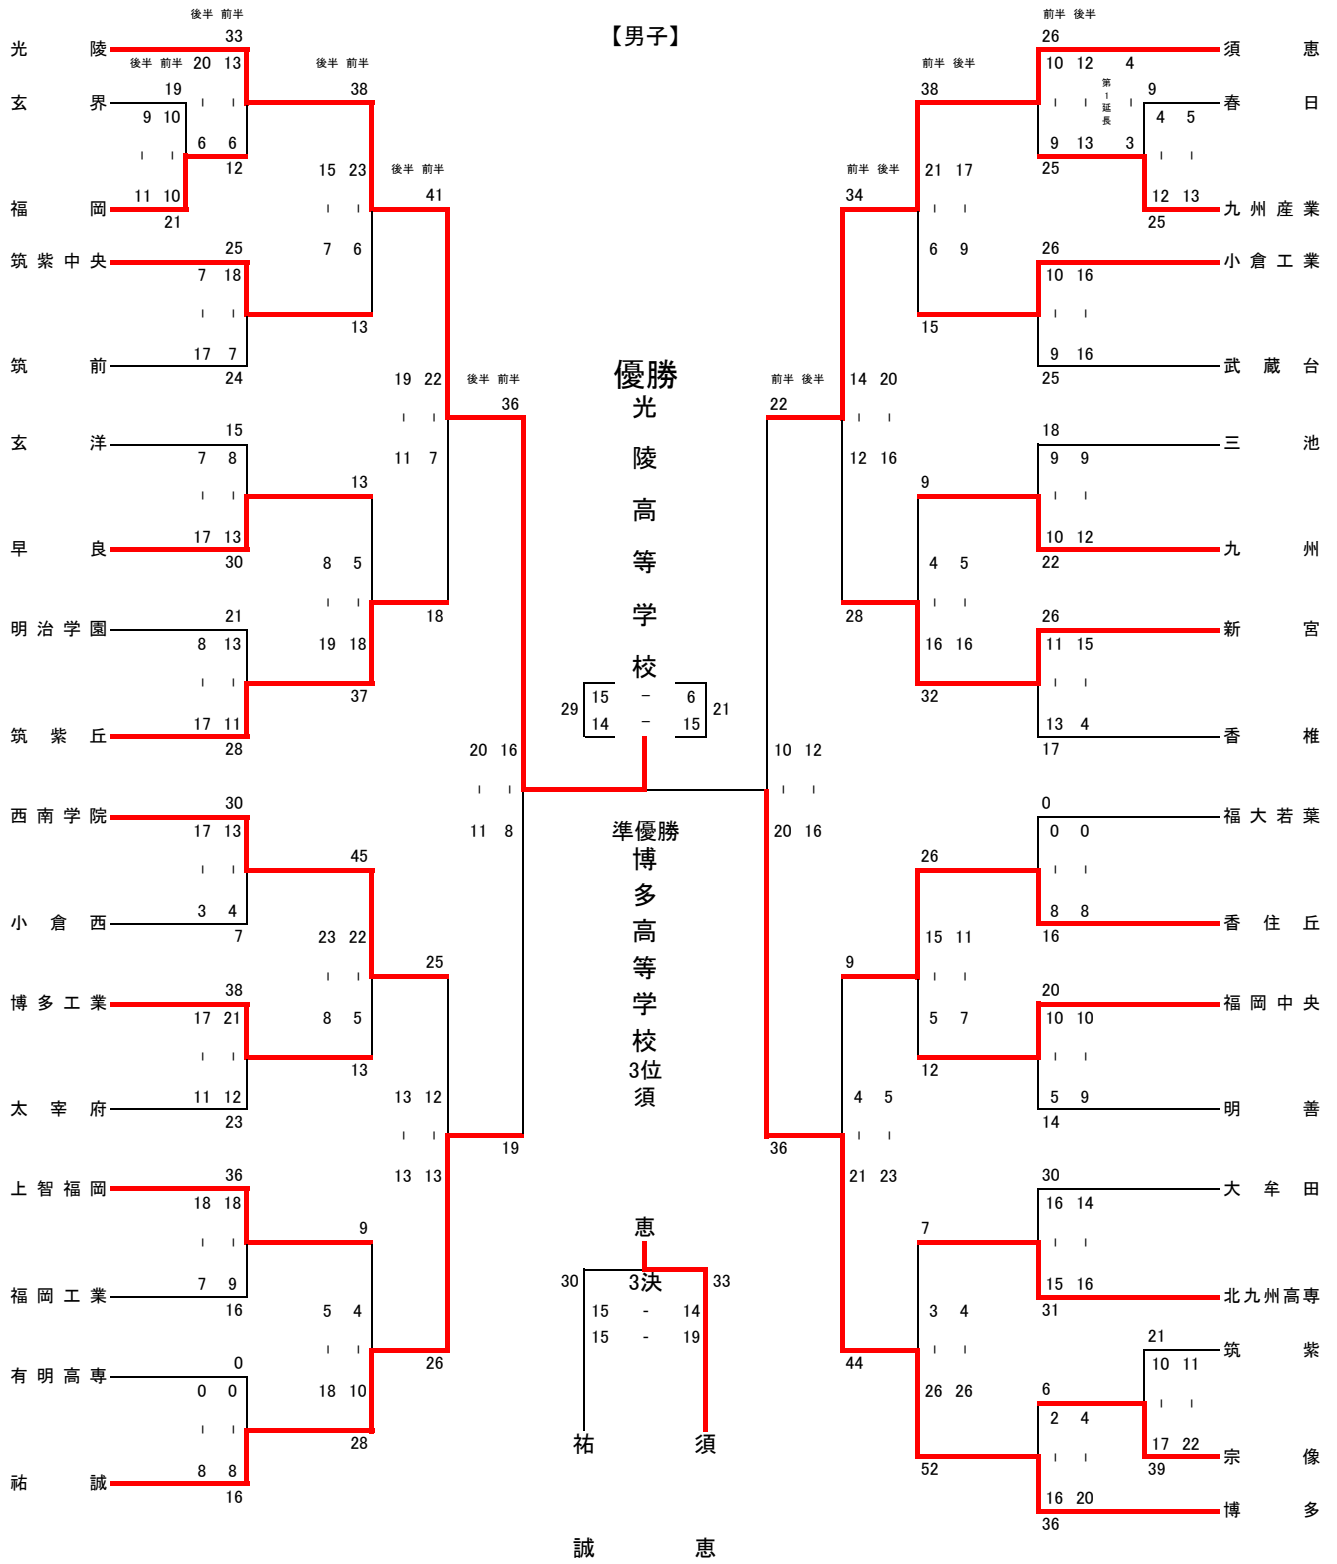 【男子】
後半 前半
33
光陵
20 13
後半 前半
19
玄界
9 10
6 6
12
11 10
福岡
21
後半 前半
38
15 23
7 6
25
筑紫中央
7 18
13
17 7
筑前
24
後半 前半
41
19 22
11 7
15
玄洋
7 8
13
17 13
早良
30
8 5
19 18
18
21
明治学園
8 13
37
17 11
筑紫丘
28
後半 前半
36
20 16
11 8
30
西南学院
17 13
45
3 4
小倉西
7
23 22
8 5
25
38
博多工業
17 21
13
11 12
太宰府
23
13 12
13 13
19
36
上智福岡
18 18
9
7 9
福岡工業
16
5 4
18 10
26
0
有明高専
0 0
28
8 8
祐誠
16
優勝
光陵高等学校
29 15 - 6 21
14 - 15
準優勝
博多高等学校
3位
須恵
3決
30 33
15 - 14
15 - 19
祐誠 須恵
前半 後半
26
須恵
10 12 4
第1延長
9
春日
4 5
9 13 3
25
12 13
九州産業
25
前半 後半
38
21 17
6 9
26
小倉工業
10 16
15
9 16
武蔵台
25
前半 後半
34
14 20
12 16
18
三池
9 9
9
10 12
九州
22
4 5
16 16
28
26
新宮
11 15
32
13 4
香椎
17
前半 後半
22
10 12
20 16
0
福大若葉
0 0
26
8 8
香住丘
16
15 11
5 7
9
20
福岡中央
10 10
12
5 9
明善
14
4 5
21 23
36
30
大牟田
16 14
7
15 16
北九州高専
31
3 4
26 26
44
21
筑紫
10 11
6
2 4
17 22
宗像
39
52
16 20
博多
36